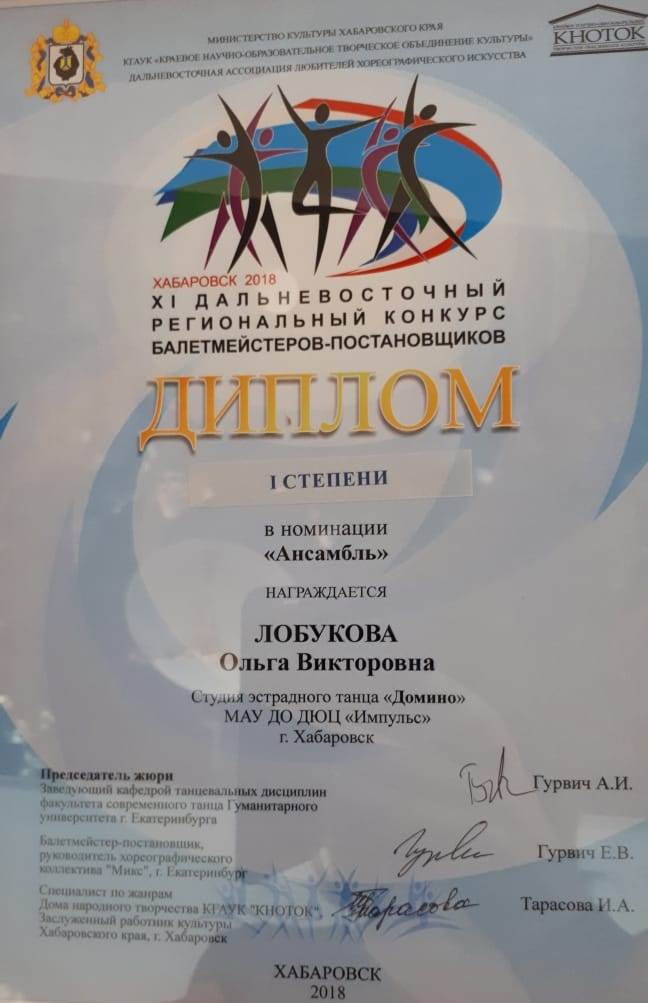 МИНИСТЕРСТВО КУЛЬТУРЫ ХАБАРОВСКОГО КРАЯ
КГАУК «КРАЕВОЕ НАУЧНО-ОБРАЗОВАТЕЛЬНОЕ ТВОРЧЕСКОЕ ОБЪЕДИНЕНИЕ КУЛЬТУРЫ»
ДАЛЬНЕВОСТОЧНАЯ АССОЦИАЦИЯ ЛЮБИТЕЛЕЙ ХОРЕОГРАФИЧЕСКОГО ИСКУССТВА
КНОТОК
ХАБАРОВСК 2018
XI ДАЛЬНЕВОСТОЧНЫЙ
РЕГИОНАЛЬНЫЙ КОНКУРС
БАЛЕТМЕЙСТЕРОВ-ПОСТАНОВЩИКОВ
ДИПЛОМ
I СТЕПЕНИ
в номинации
«Ансамбль»
НАГРАЖДАЕТСЯ
ЛОБУКОВА
Ольга Викторовна
Студия эстрадного танца «Домино»
МАУ ДО ДЮЦ «Импульс»
г. Хабаровск
Председатель жюри
Заведующий кафедрой танцевальных дисциплин
факультета современного танца Гуманитарного
университета г. Екатеринбурга
Гурвич А.И.
Балетмейстер-постановщик,
руководитель хореографического
коллектива "Микс", г. Екатеринбург
Гурвич Е.В.
Специалист по жанрам
Дома народного творчества КГАУК "КНОТОК",
Заслуженный работник культуры
Хабаровского края, г. Хабаровск
Тарасова
Тарасова И.А.
ХАБАРОВСК
2018